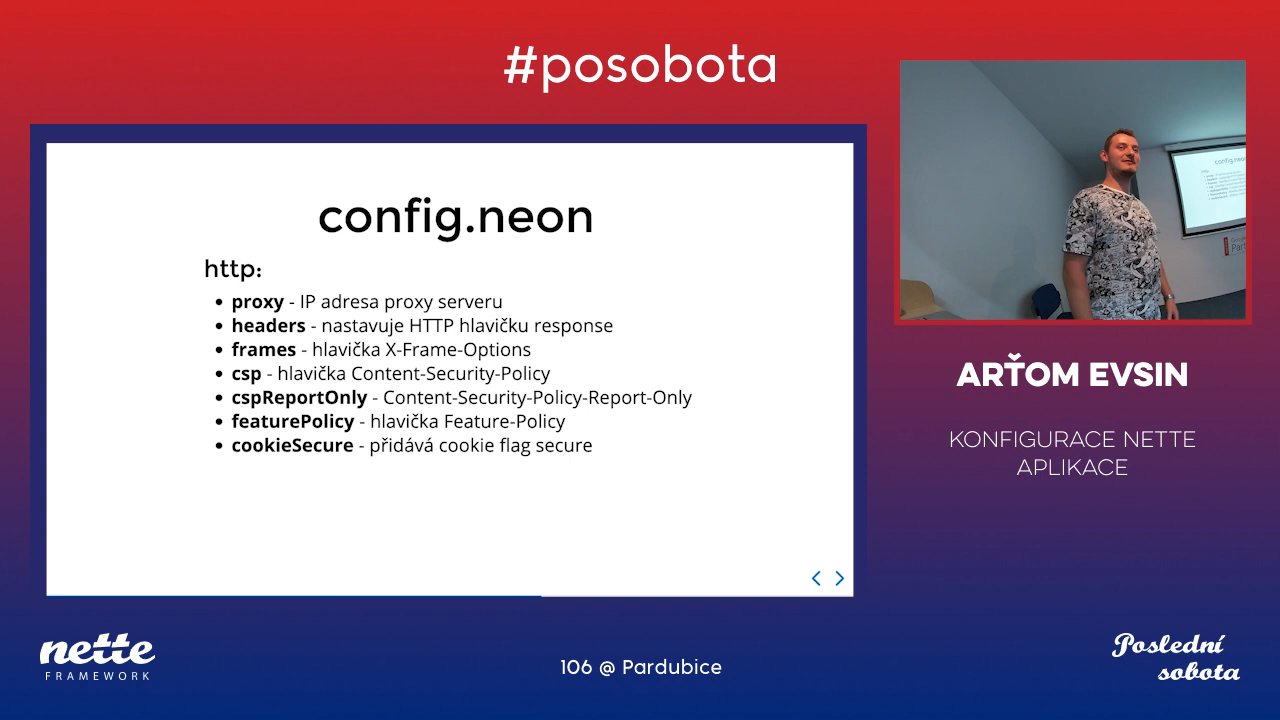 #posobota
config.neon
http:
• proxy - IP adresa proxy serveru
• headers - nastavuje HTTP hlavičku response
• frames - hlavička X-Frame-Options
• csp - hlavička Content-Security-Policy
• cspReportOnly - Content-Security-Policy-Report-Only
• featurePolicy - hlavička Feature-Policy
• cookieSecure - přidává cookie flag secure
config.neon
ARŤOM EVSIN
KONFIGURACE NETTE
APLIKACE
nette
FRAMEWORK
106 @ Pardubice
Poslední
sobota